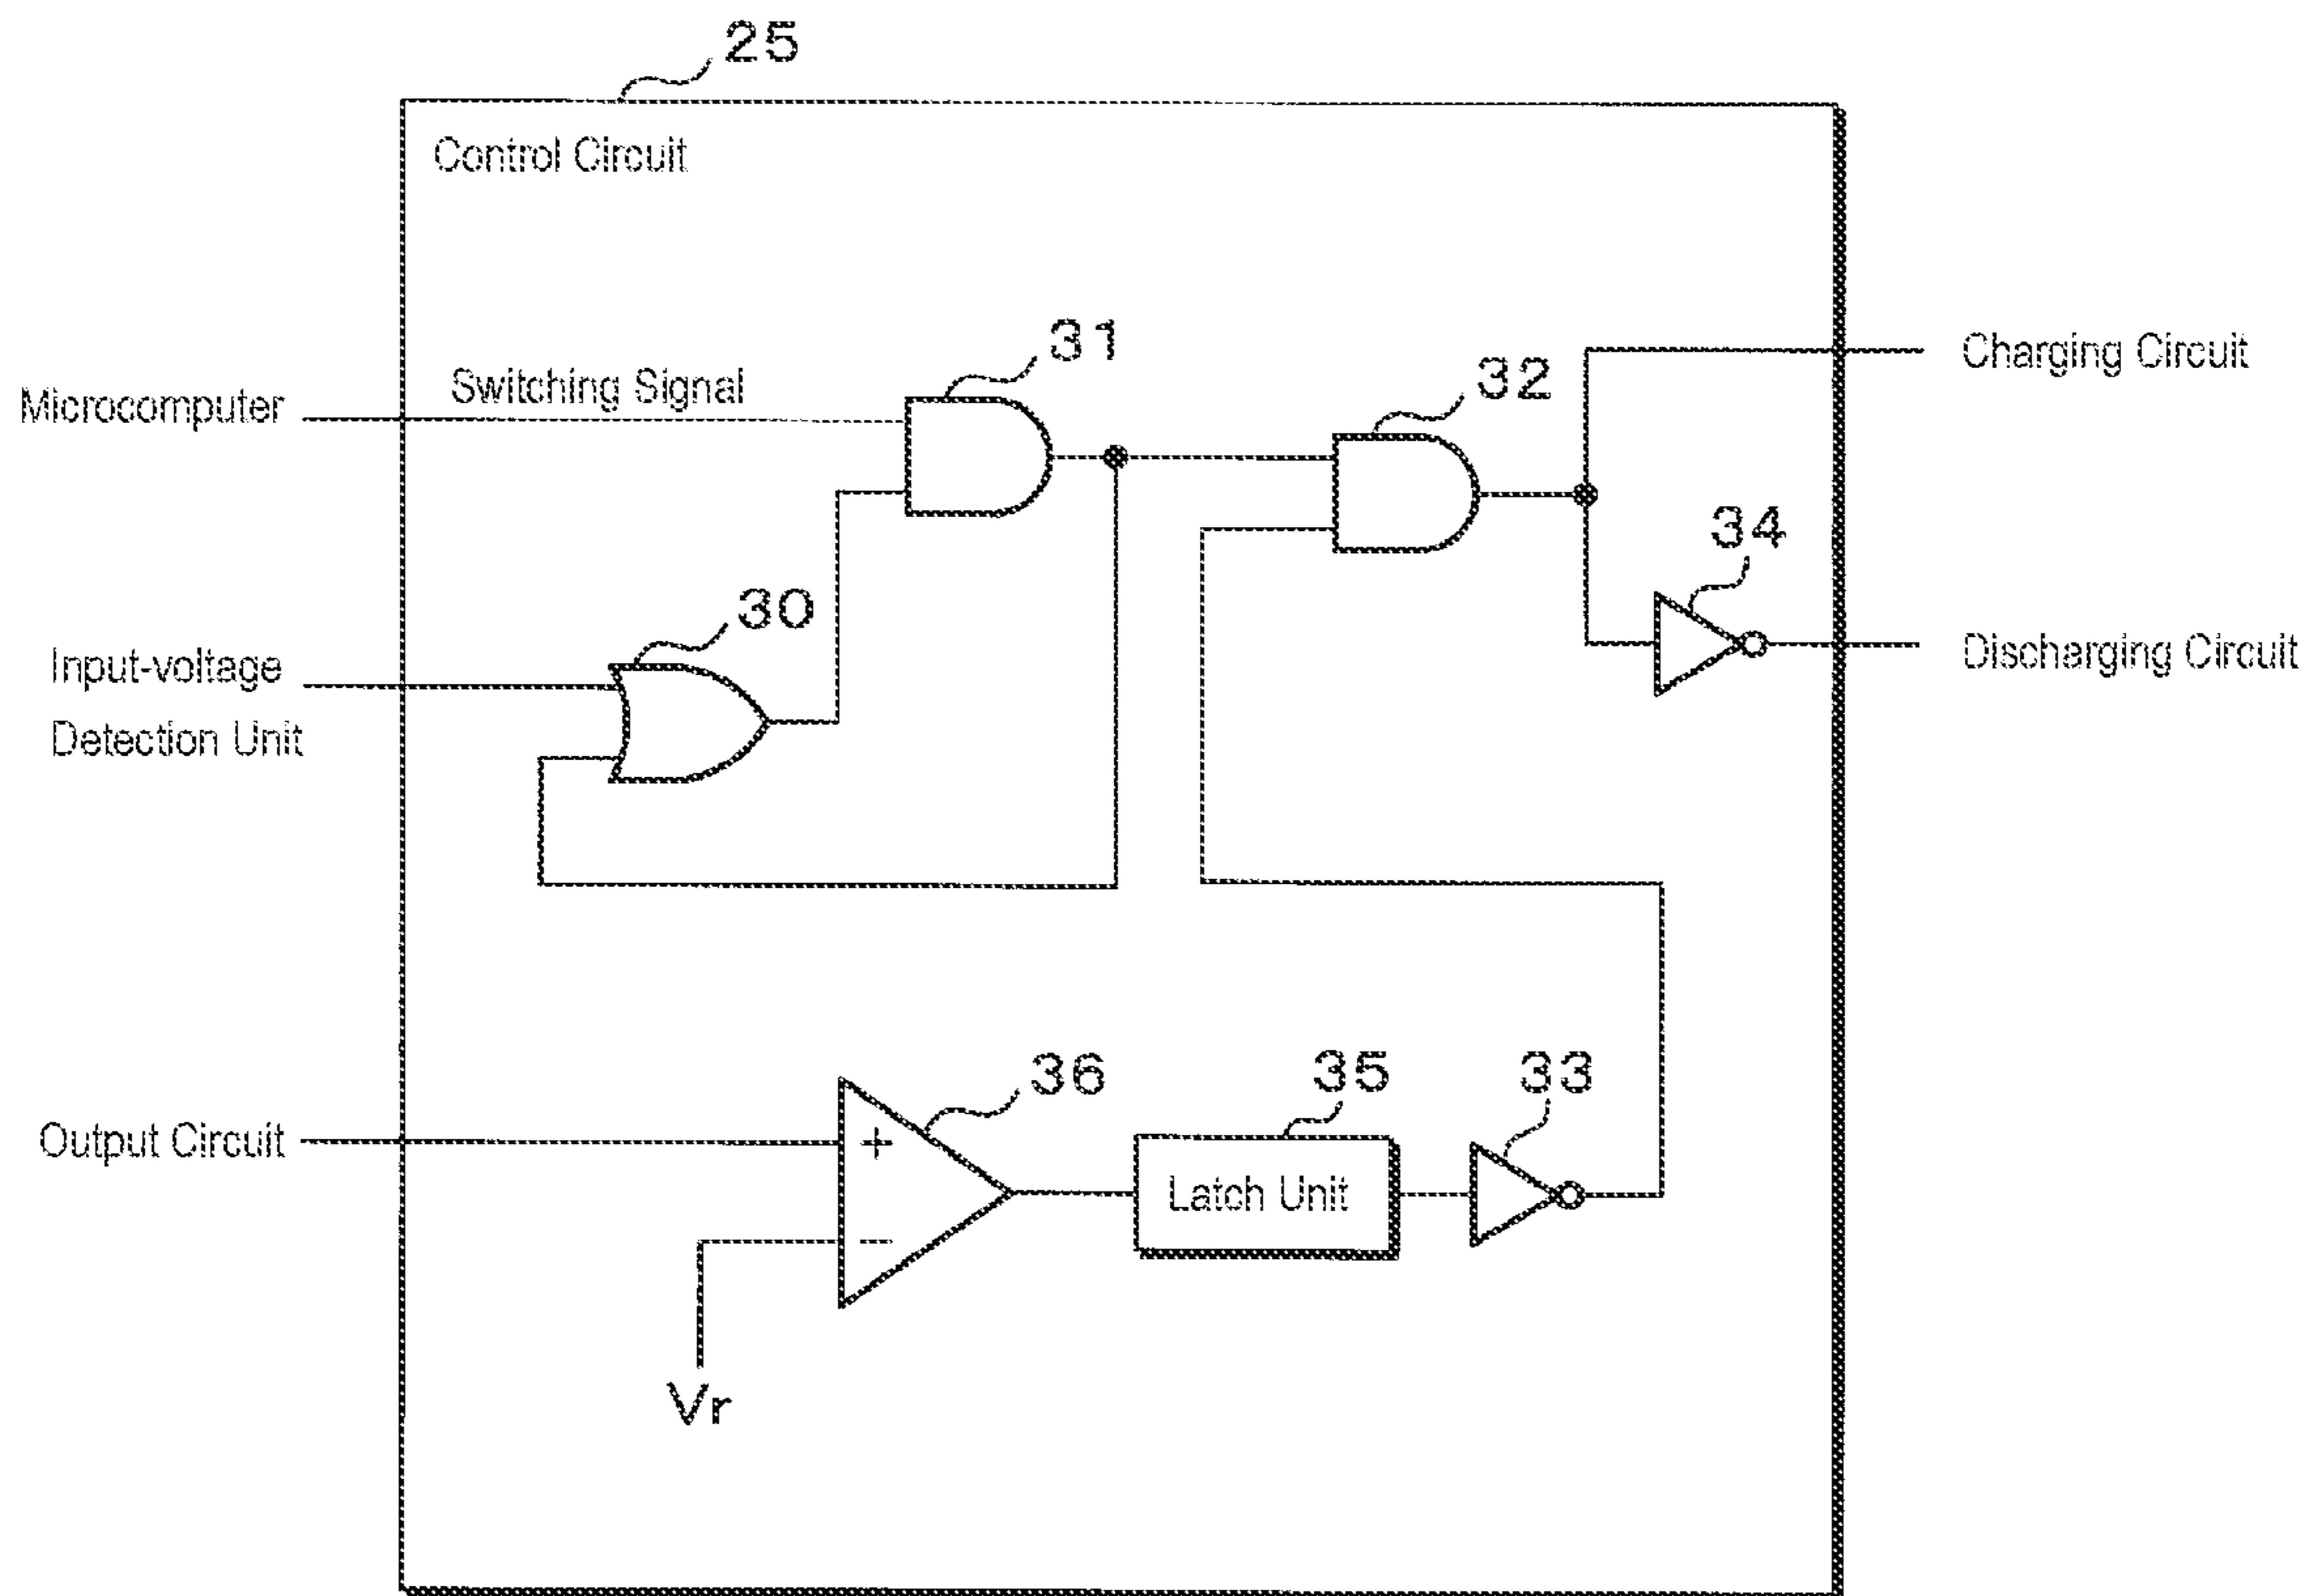 25
Control Circuit
31
32
Charging Circuit
Switching Signal
Microcomputer
34
30
Input-voltage
Detection Unit
Discharging Circuit
36
35
33
Output Circuit
+
Latch Unit
−
Vr